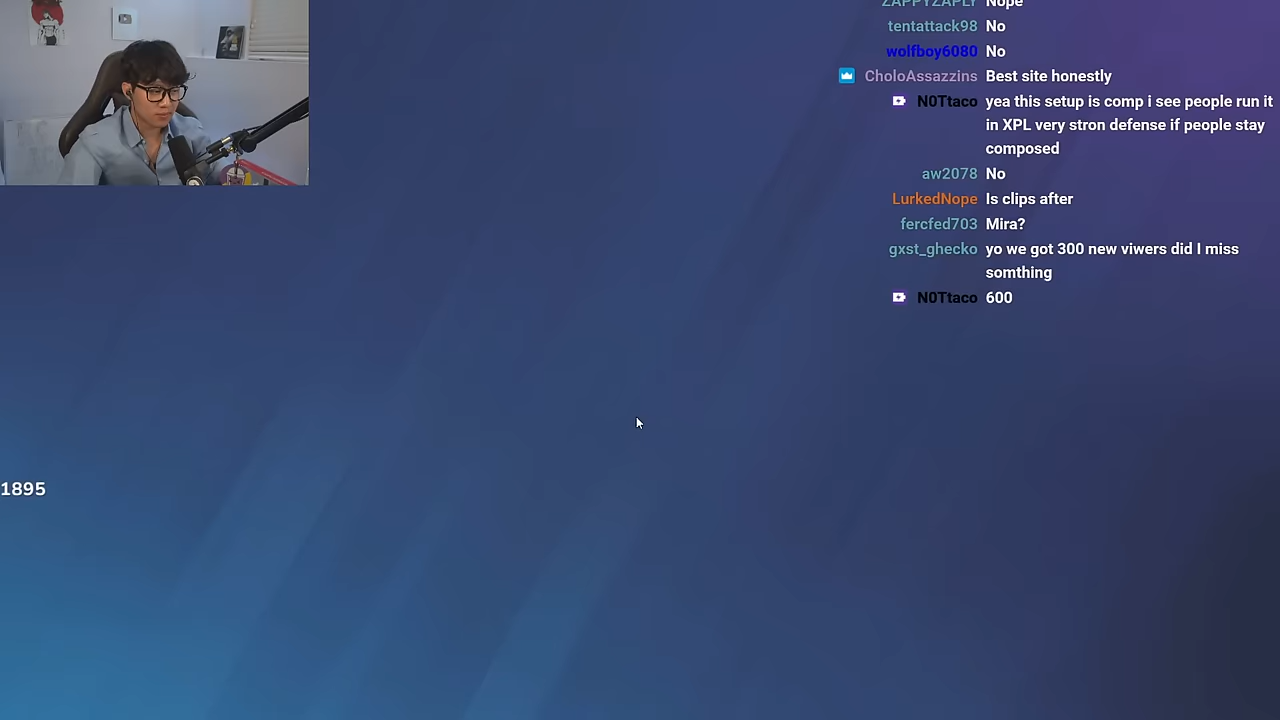 ZAPPYZAPLY Nope
tentattack98 No
wolfboy6080 No
CholoAssazzins Best site honestly
N0Ttaco yea this setup is comp i see people run it
in XPL very stron defense if people stay
composed
aw2078 No
LurkedNope Is clips after
fercfed703 Mira?
gxst_ghecko yo we got 300 new viwers did I miss
somthing
N0Ttaco 600
1895